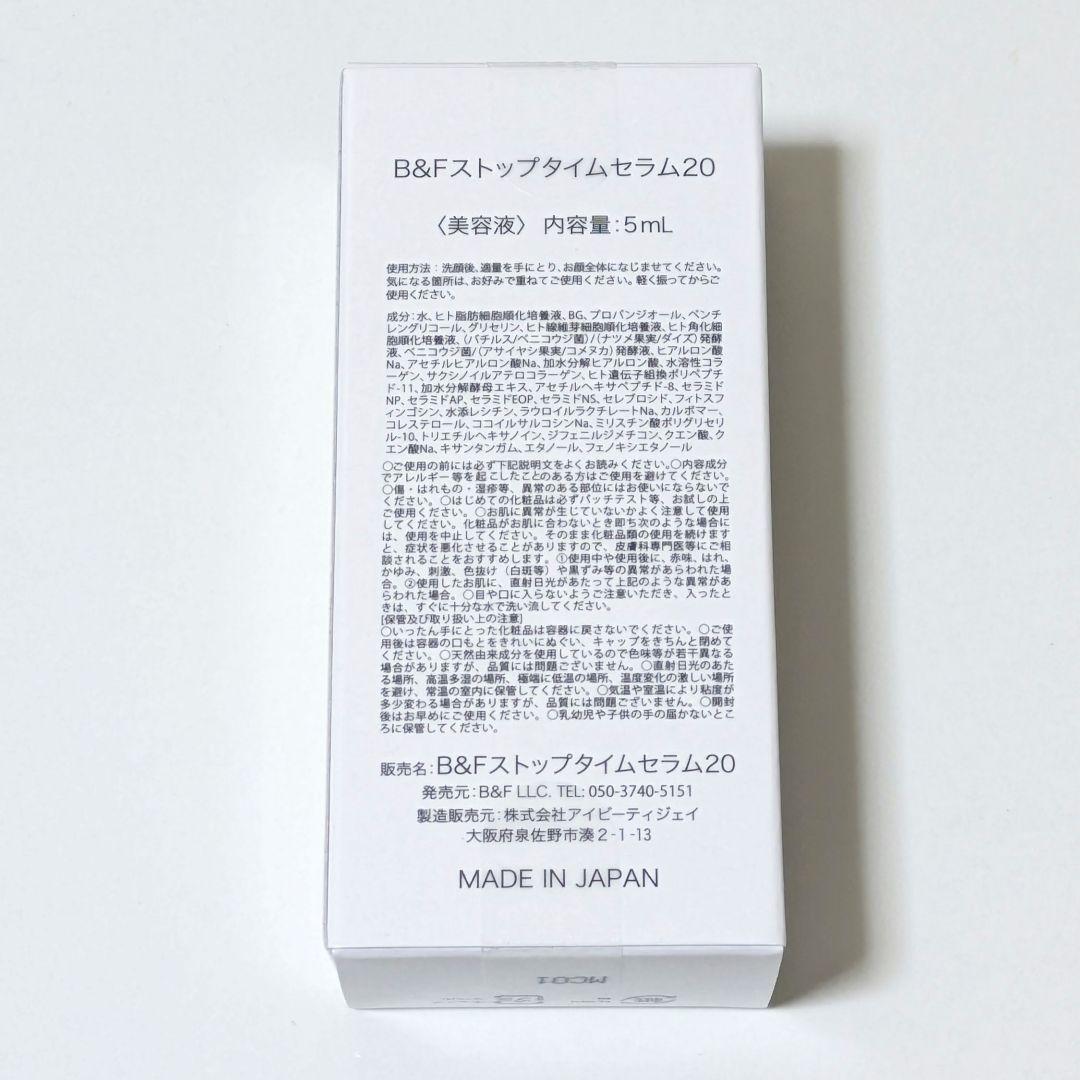 B&Fストップタイムセラム20
〈美容液〉 内容量：5mL
使用方法：洗顔後、適量を手にとり、お顔全体になじませてください。
気になる箇所は、お好みで重ねてご使用ください。軽く振ってからご
使用ください。
成分：水、ヒト脂肪細胞順化培養液、BG、プロパンジオール、ペンチ
レングリコール、グリセリン、ヒト線維芽細胞順化培養液、ヒト角化細
胞順化培養液、（バチルス/ベニコウジ菌）/（ナツメ果実/ダイズ）発酵
液、ベニコウジ菌/（アサイヤシ果実/コメヌカ）発酵液、ヒアルロン酸
Na、アセチルヒアルロン酸Na、加水分解ヒアルロン酸、水溶性コラ
ーゲン、サクシノイルアテロコラーゲン、ヒト遺伝子組換ポリペプチ
ド-11、加水分解酵母エキス、アセチルヘキサペプチド-8、セラミド
NP、セラミドAP、セラミドEOP、セラミドNS、セレブロシド、フィトスフ
ィンゴシン、水添レシチン、ラウロイルラクチレートNa、カルボマー、
コレステロール、ココイルサルコシンNa、ミリスチン酸ポリグリセリ
ル-10、トリエチルヘキサノイン、ジフェニルジメチコン、クエン酸、ク
エン酸Na、キサンタンガム、エタノール、フェノキシエタノール
○ご使用の前には必ず下記説明文をよくお読みください。○内容成分
でアレルギー等を起こしたことのある方はご使用を避けてください。
○傷・はれもの・湿疹等、異常のある部位にはお使いにならないで
ください。○はじめての化粧品は必ずパッチテスト等、お試しの上
ご使用ください。○お肌に異常が生じていないかよく注意して使用
してください。化粧品がお肌に合わないとき即ち次のような場合に
は、使用を中止してください。そのまま化粧品類の使用を続けます
と、症状を悪化させることがありますので、皮膚科専門医等にご相
談されることをおすすめします。①使用中や使用後に、赤味、はれ、
かゆみ、刺激、色抜け（白斑等）や黒ずみ等の異常があらわれた場
合。②使用したお肌に、直射日光があたって上記のような異常があ
らわれた場合。○目や口に入らないようご注意いただき、入ったと
きは、すぐに十分な水で洗い流してください。
[保管及び取り扱い上の注意]
○いったん手にとった化粧品は容器に戻さないでください。○ご使
用後は容器の口もとをきれいにぬぐい、キャップをきちんと閉めて
ください。○天然由来成分を使用しているので色味等が若干異なる
場合がありますが、品質には問題ございません。○直射日光のあた
る場所、高温多湿の場所、極端に低温の場所、温度変化の激しい場所
を避け、常温の室内に保管してください。○気温や室温により粘度が
多少変わる場合がありますが、品質には問題ございません。○開封
後はお早めにご使用ください。○乳幼児や子供の手の届かないとこ
ろに保管してください。
販売名：B&Fストップタイムセラム20
発売元：B&F LLC. TEL: 050-3740-5151
製造販売元：株式会社アイビーティジェイ
大阪府泉佐野市湊2-1-13
MADE IN JAPAN
MC01